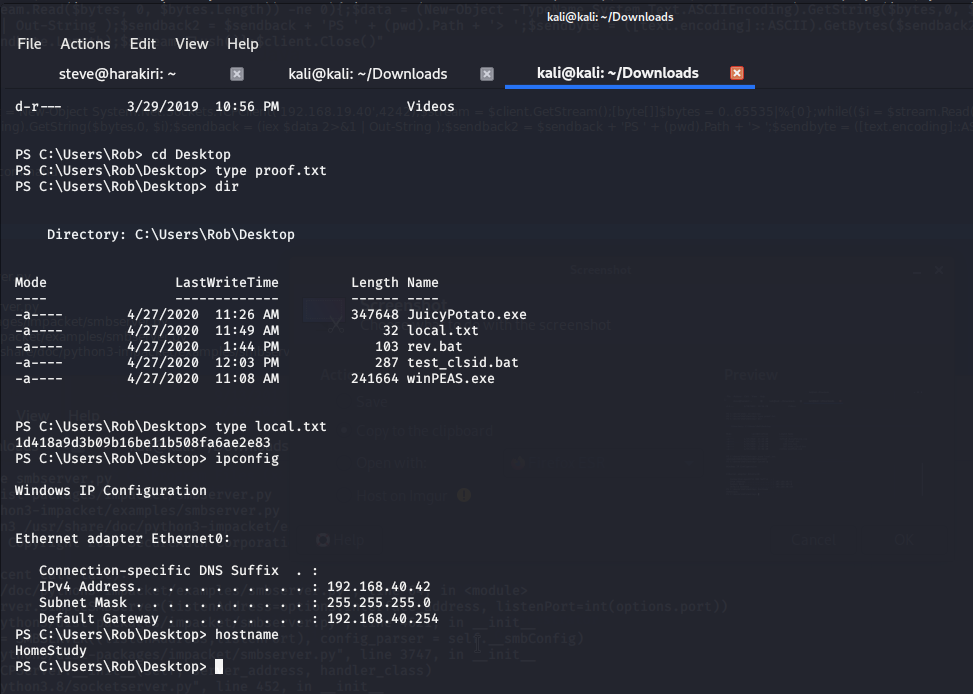 kali@kali: ~/Downloads
File Actions Edit View Help
steve@harakiri: ~ kali@kali: ~/Downloads kali@kali: ~/Downloads
d-r--- 3/29/2019 10:56 PM Videos
PS C:\Users\Rob> cd Desktop
PS C:\Users\Rob\Desktop> type proof.txt
PS C:\Users\Rob\Desktop> dir
Directory: C:\Users\Rob\Desktop
Mode LastWriteTime Length Name
---- ------------- ------ ----
-a---- 4/27/2020 11:26 AM 347648 JuicyPotato.exe
-a---- 4/27/2020 11:49 AM 32 local.txt
-a---- 4/27/2020 1:44 PM 103 rev.bat
-a---- 4/27/2020 12:03 PM 287 test_clsid.bat
-a---- 4/27/2020 11:08 AM 241664 winPEAS.exe
PS C:\Users\Rob\Desktop> type local.txt
1d418a9d3b09b16be11b508fa6ae2e83
PS C:\Users\Rob\Desktop> ipconfig
Windows IP Configuration
Ethernet adapter Ethernet0:
Connection-specific DNS Suffix . :
IPv4 Address. . . . . . . . . . . : 192.168.40.42
Subnet Mask . . . . . . . . . . . : 255.255.255.0
Default Gateway . . . . . . . . . : 192.168.40.254
PS C:\Users\Rob\Desktop> hostname
HomeStudy
PS C:\Users\Rob\Desktop>